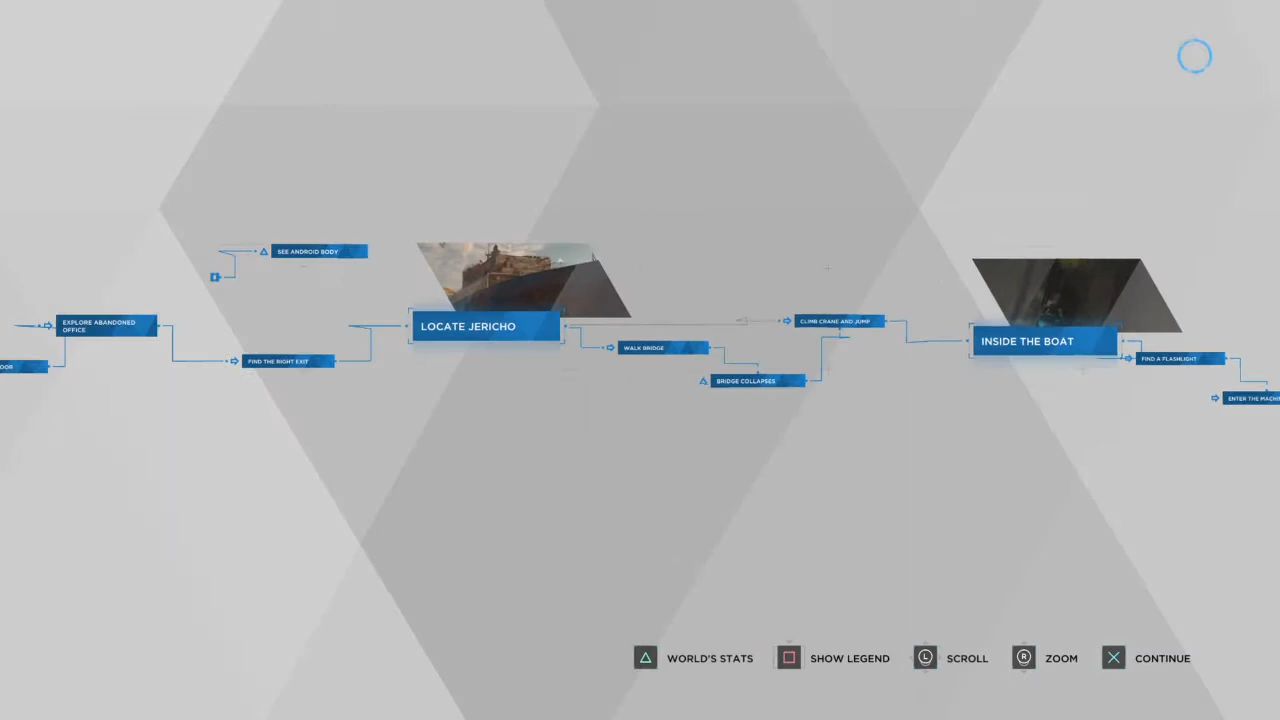 SEE ANDROID BODY
EXPLORE ABANDONED
OFFICE
LOCATE JERICHO
CLIMB CRANE AND JUMP
INSIDE THE BOAT
WALK BRIDGE
FIND THE RIGHT EXIT
FIND A FLASHLIGHT
OOR
BRIDGE COLLAPSES
ENTER THE MACHIN
WORLD'S STATS
SHOW LEGEND
L SCROLL
R ZOOM
CONTINUE